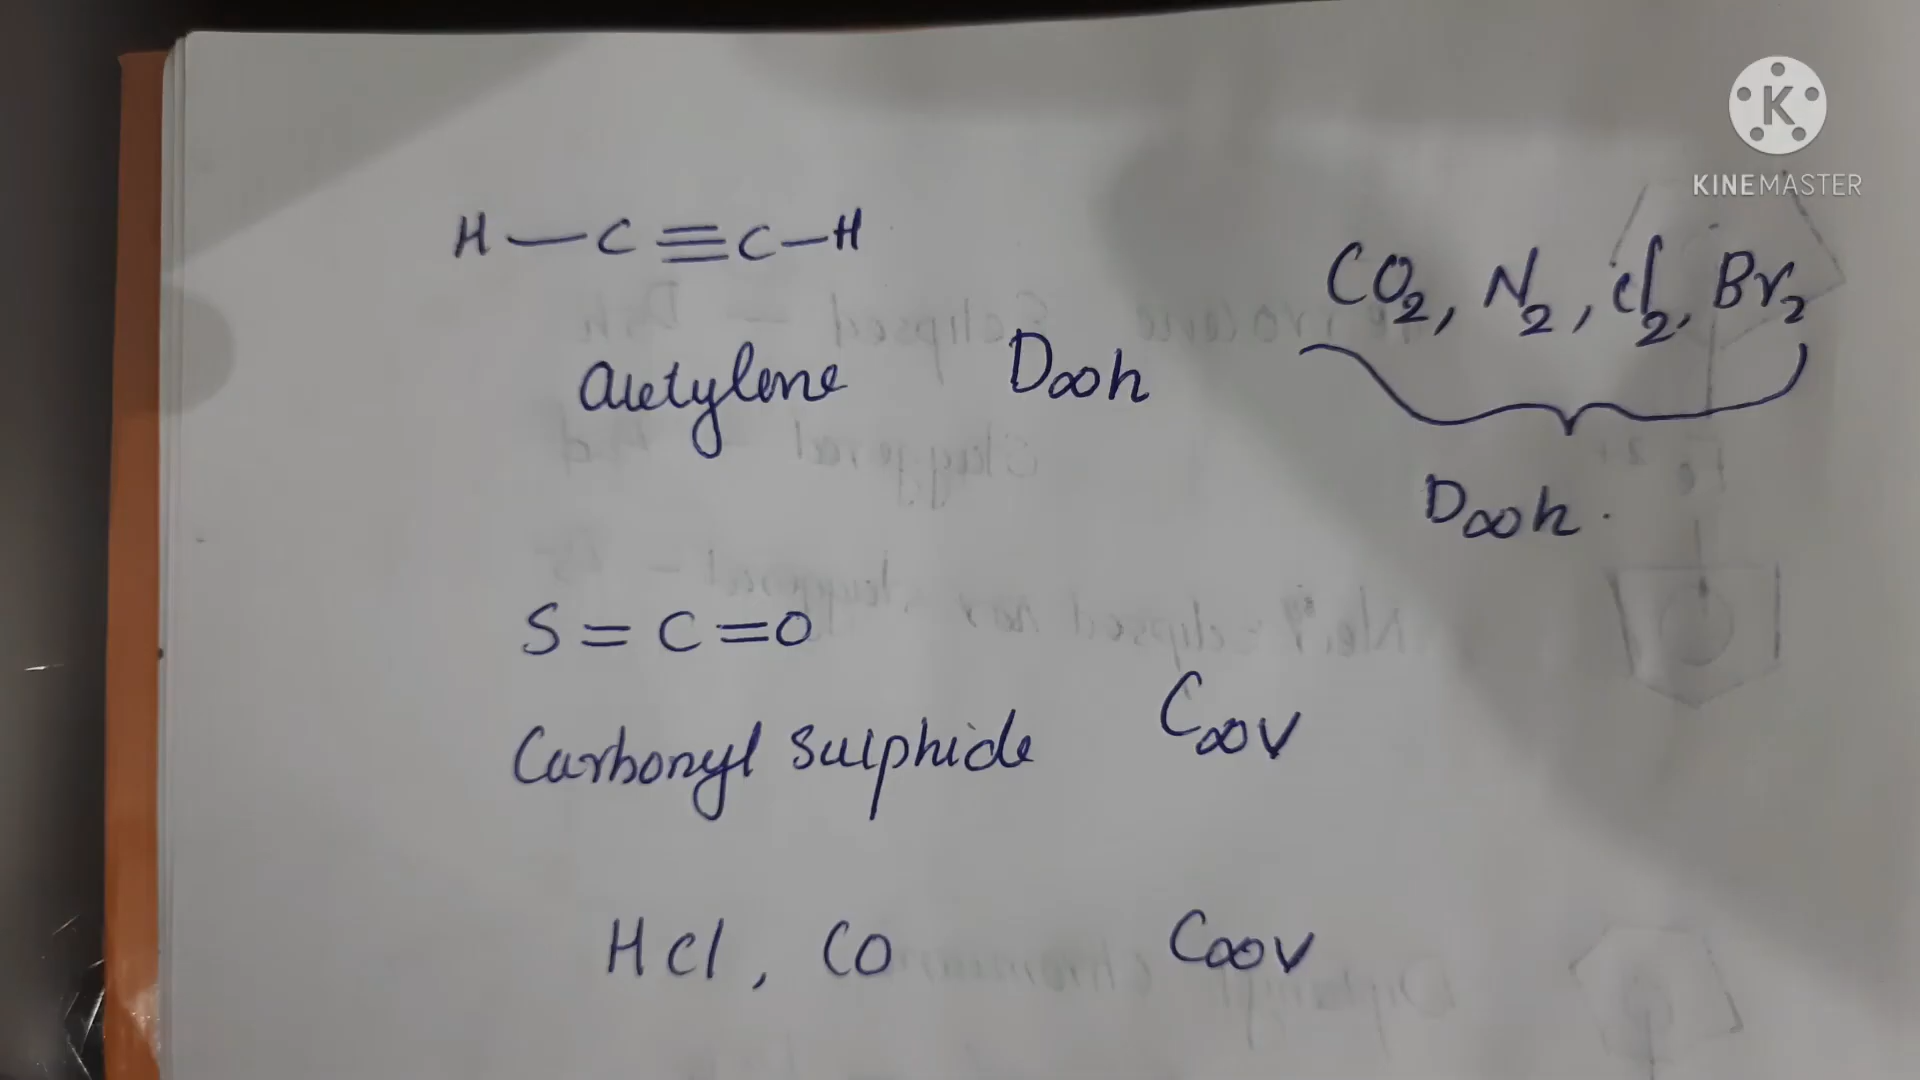 KINEMASTER
H—C≡C—H
CO₂, N₂, Cl₂, Br₂
Acetylene D∞h
D∞h.
S=C=O
Carbonyl Sulphide C∞v
HCl, CO C∞v